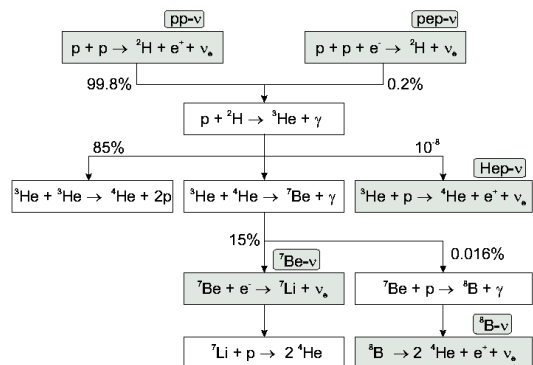 pp-ν pep-ν
p + p → ²H + e⁺ + νₑ p + p + e⁻ → ²H + νₑ
99.8% 0.2%
p + ²H → ³He + γ
85% 10⁻⁸
Hep-ν
³He + ³He → ⁴He + 2p ³He + ⁴He → ⁷Be + γ ³He + p → ⁴He + e⁺ + νₑ
15% ⁷Be-ν 0.016%
⁷Be + e⁻ → ⁷Li + νₑ ⁷Be + p → ⁸B + γ
⁸B-ν
⁷Li + p → 2 ⁴He ⁸B → 2 ⁴He + e⁺ + νₑ